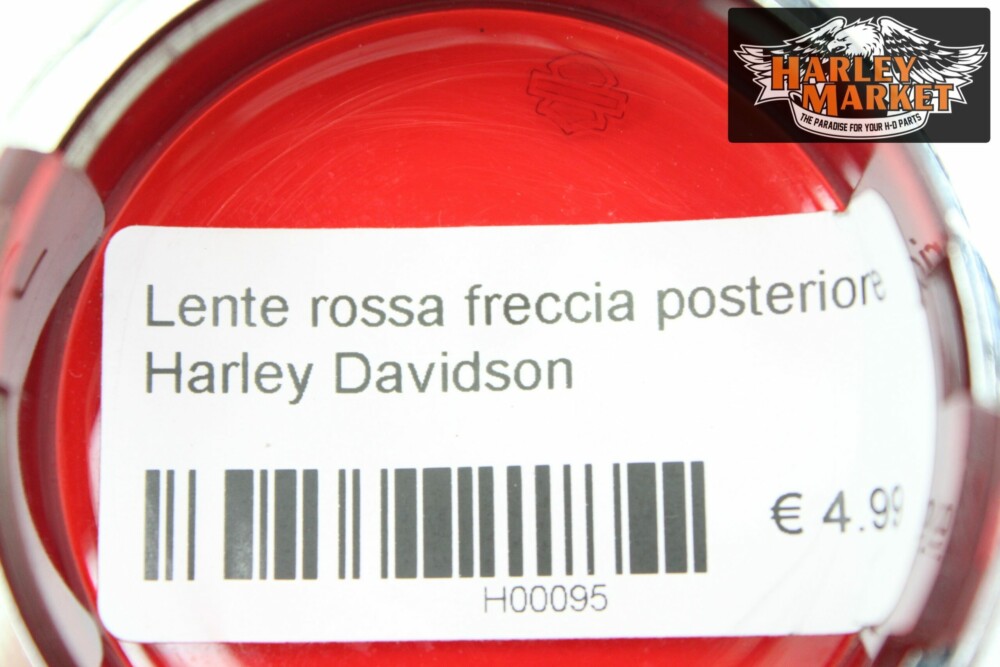 HARLEY
MARKET
THE PARADISE FOR YOUR H-D PARTS
Lente rossa freccia posteriore
Harley Davidson
€ 4.99
H00095